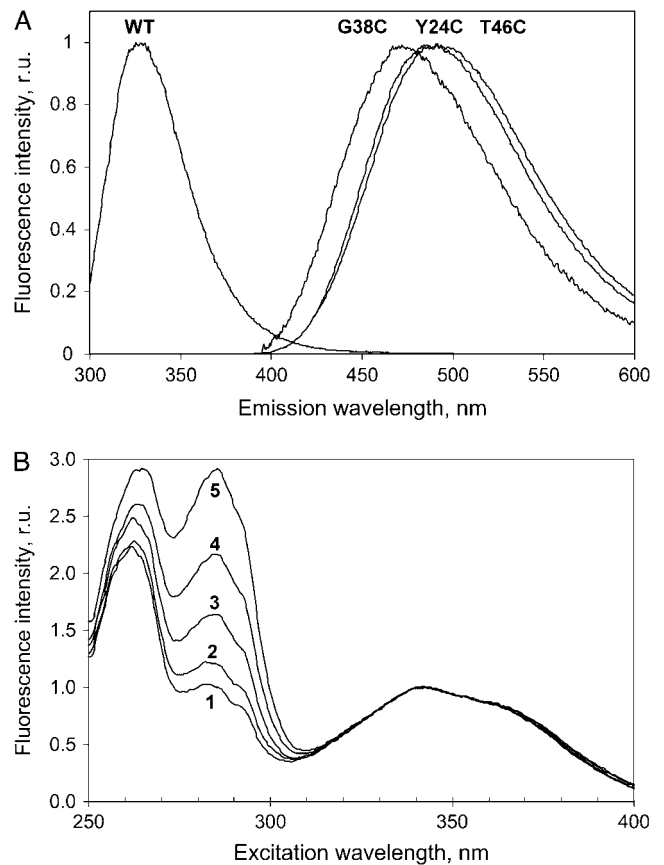 A
WT
G38C Y24C T46C
1
0.8
0.6
0.4
0.2
0
Fluorescence intensity, r.u.
300 350 400 450 500 550 600
Emission wavelength, nm
B
3.0
2.5
2.0
1.5
1.0
0.5
0.0
Fluorescence intensity, r.u.
5
4
3
2
1
250 300 350 400
Excitation wavelength, nm